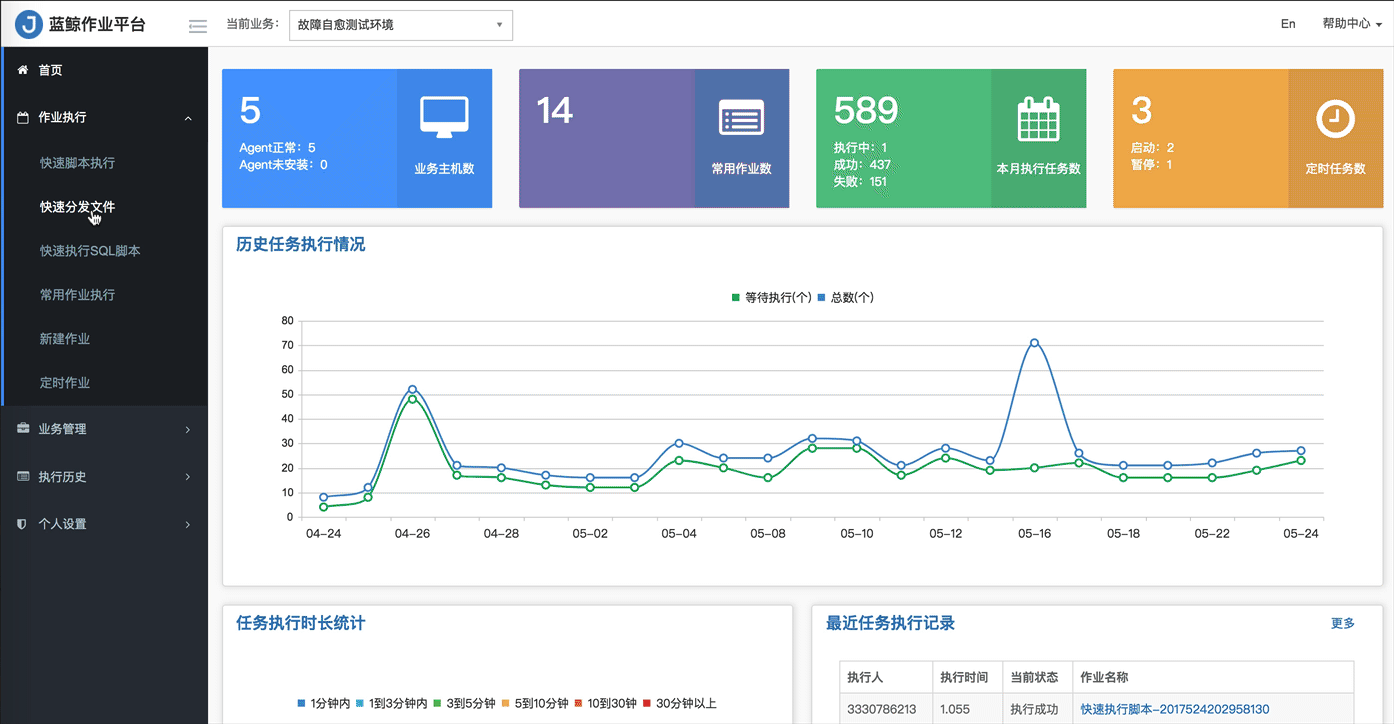 J 蓝鲸作业平台
当前业务： 故障自愈测试环境
En 帮助中心
首页
作业执行
快速脚本执行
快速分发文件
快速执行SQL脚本
常用作业执行
新建作业
定时作业
业务管理
执行历史
个人设置
5
Agent正常：5
Agent未安装：0
业务主机数
14
常用作业数
589
执行中：1
成功：437
失败：151
本月执行任务数
3
启动：2
暂停：1
定时任务数
历史任务执行情况
等待执行(个) 总数(个)
80
70
60
50
40
30
20
10
0
04-24 04-26 04-28 05-02 05-04 05-08 05-10 05-12 05-16 05-18 05-22 05-24
任务执行时长统计
1分钟内 1到3分钟内 3到5分钟 5到10分钟 10到30钟 30分钟以上
最近任务执行记录 更多
执行人 执行时间 当前状态 作业名称
3330786213 1.055 执行成功 快速执行脚本-2017524202958130